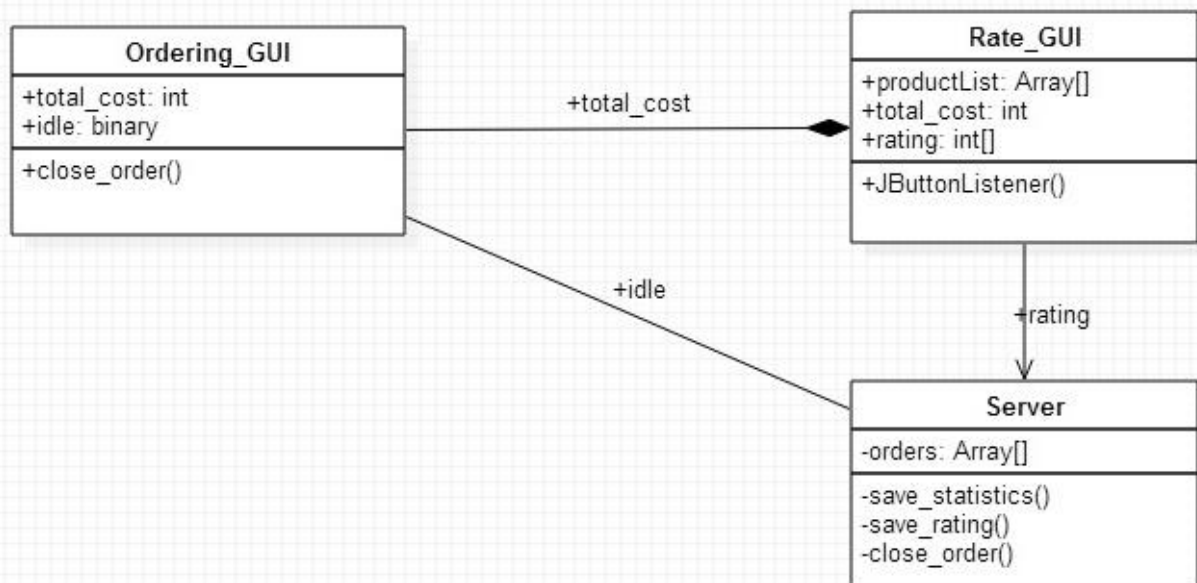 Ordering_GUI
+total_cost: int
+idle: binary
+close_order()
+total_cost
Rate_GUI
+productList: Array[]
+total_cost: int
+rating: int[]
+JButtonListener()
+idle
+rating
Server
-orders: Array[]
-save_statistics()
-save_rating()
-close_order()